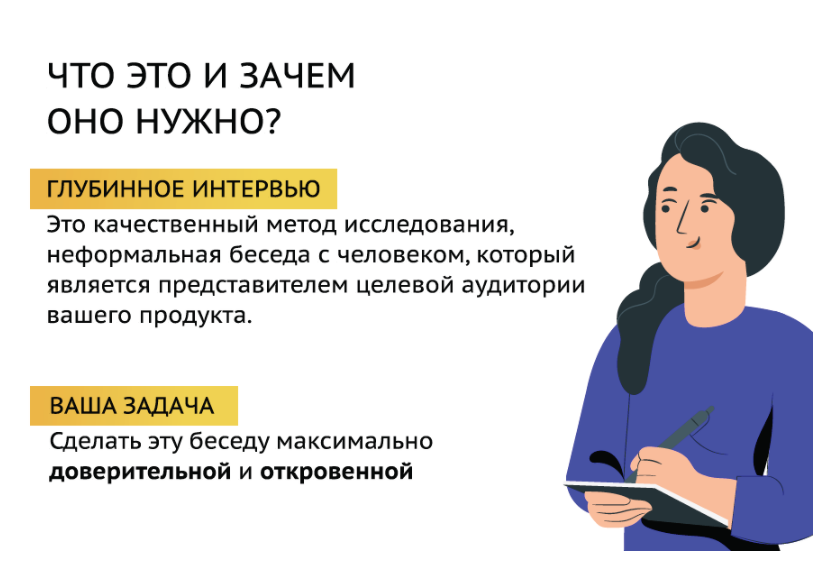 ЧТО ЭТО И ЗАЧЕМ
ОНО НУЖНО?
ГЛУБИННОЕ ИНТЕРВЬЮ
Это качественный метод исследования,
неформальная беседа с человеком, который
является представителем целевой аудитории
вашего продукта.
ВАША ЗАДАЧА
Сделать эту беседу максимально
доверительной и откровенной